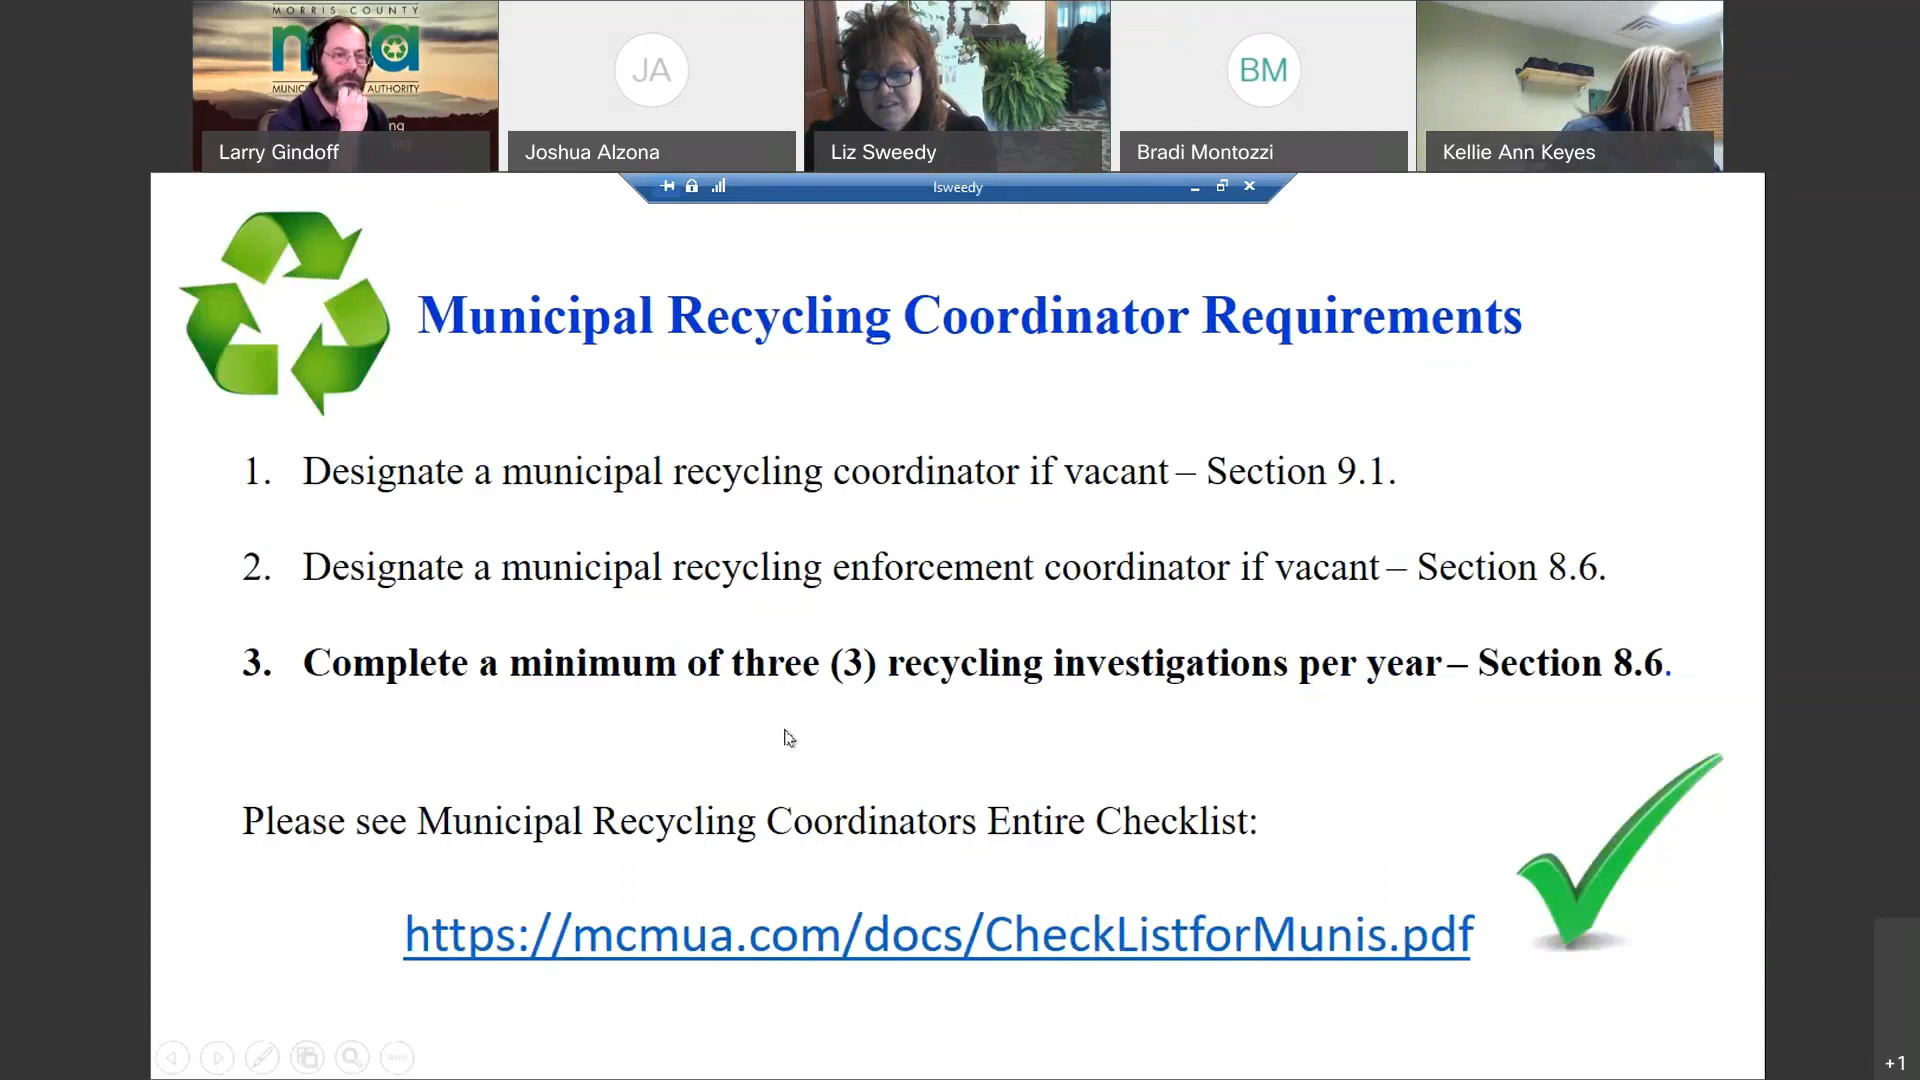 MORRIS COUNTY
m a
MUNIC AUTHORITY
ng
Larry Gindoff
JA
Joshua Alzona
Liz Sweedy
BM
Bradi Montozzi
Kellie Ann Keyes
lsweedy
Municipal Recycling Coordinator Requirements
1. Designate a municipal recycling coordinator if vacant – Section 9.1.
2. Designate a municipal recycling enforcement coordinator if vacant – Section 8.6.
3. Complete a minimum of three (3) recycling investigations per year – Section 8.6.
Please see Municipal Recycling Coordinators Entire Checklist:
https://mcmua.com/docs/CheckListforMunis.pdf
+1